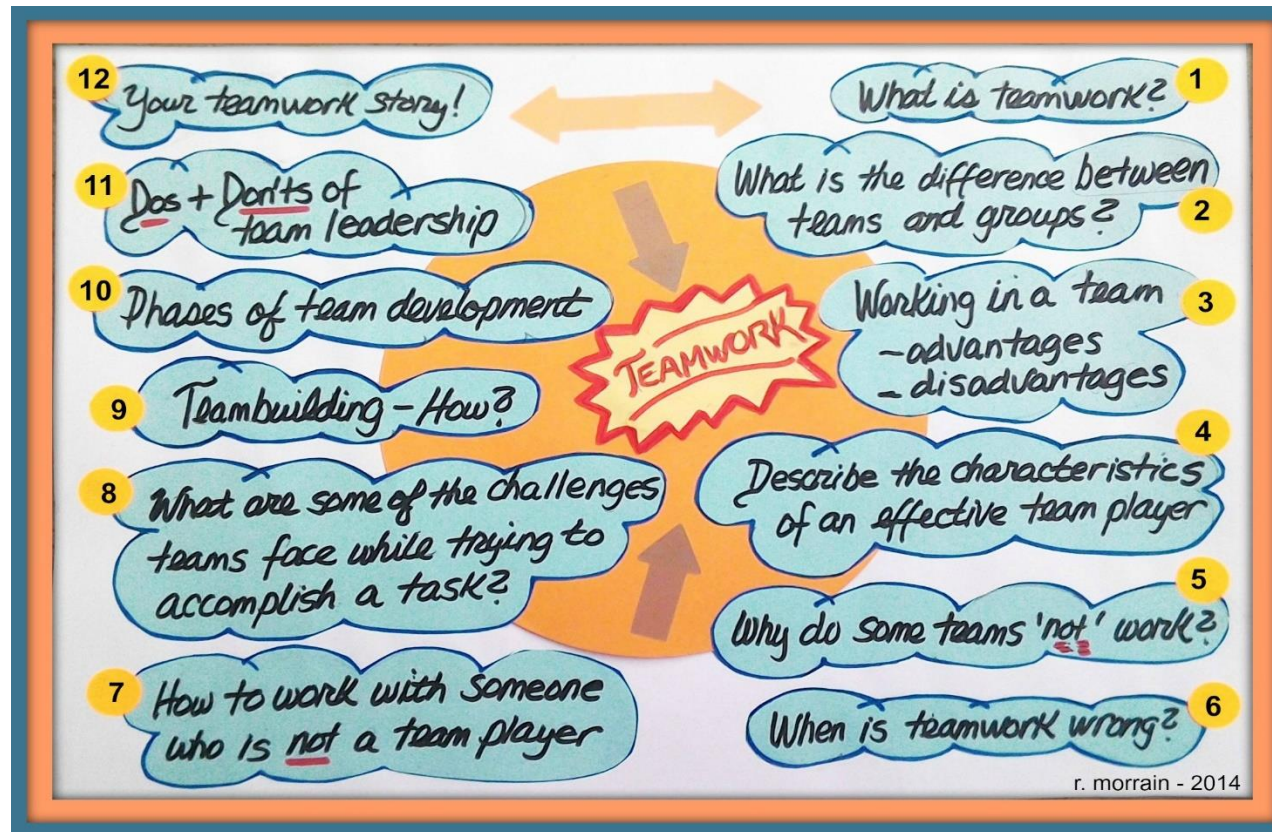 1
What is teamwork?
2
What is the difference between
teams and groups?
3
Working in a team
- advantages
- disadvantages
4
Describe the characteristics
of an effective team player
5
Why do some teams 'not' work?
6
When is teamwork wrong?
7
How to work with someone
who is not a team player
8
What are some of the challenges
teams face while trying to
accomplish a task?
9
Teambuilding - How?
10
Phases of team development
11
Dos + Don'ts of
team leadership
12
Your teamwork story!
TEAMWORK
r. morrain - 2014